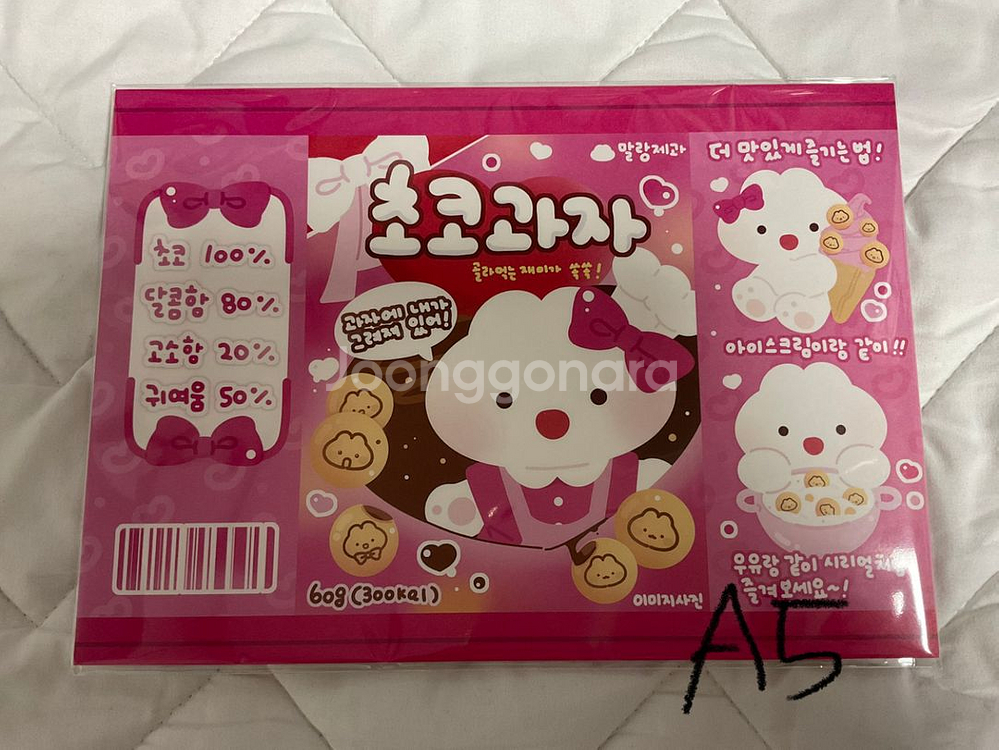 말랑제과
더 맛있게 즐기는 법!
초코과자
골라먹는 재미가 쏙쏙!
초코 100%
달콤함 80%
고소함 20%
귀여움 50%
과자에 내가
그려져 있어!
Joonggonara
아이스크림이랑 같이!!
우유랑 같이 시리얼처럼
즐겨보세요~!
60g (300kal)
이미지사진
A5